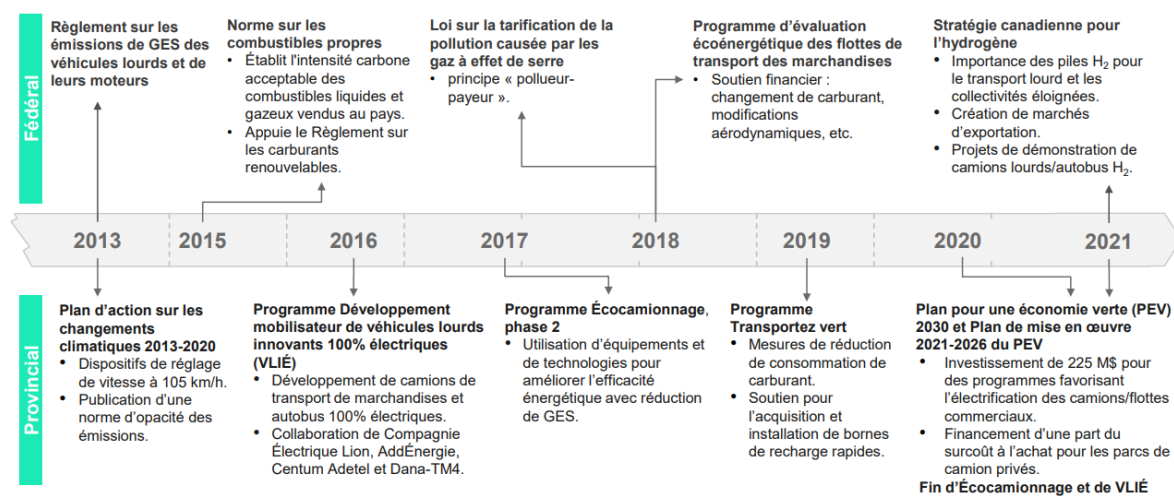 Fédéral
Règlement sur les
émissions de GES des
véhicules lourds et de
leurs moteurs
Norme sur les
combustibles propres
• Établit l'intensité carbone
acceptable des
combustibles liquides et
gazeux vendus au pays.
• Appuie le Règlement sur
les carburants
renouvelables.
Loi sur la tarification de la
pollution causée par les
gaz à effet de serre
• principe « pollueur-
payeur ».
Programme d'évaluation
écoénergétique des flottes de
transport des marchandises
• Soutien financier :
changement de carburant,
modifications
aérodynamiques, etc.
Stratégie canadienne pour
l'hydrogène
• Importance des piles H₂ pour
le transport lourd et les
collectivités éloignées.
• Création de marchés
d'exportation.
• Projets de démonstration de
camions lourds/autobus H₂.
2013 2015 2016 2017 2018 2019 2020 2021
Provincial
Plan d'action sur les
changements
climatiques 2013-2020
• Dispositifs de réglage
de vitesse à 105 km/h.
• Publication d'une
norme d'opacité des
émissions.
Programme Développement
mobilisateur de véhicules lourds
innovants 100% électriques
(VLIÉ)
• Développement de camions de
transport de marchandises et
autobus 100% électriques.
• Collaboration de Compagnie
Électrique Lion, AddÉnergie,
Centum Adetel et Dana-TM4.
Programme Écocamionnage,
phase 2
• Utilisation d'équipements et
de technologies pour
améliorer l'efficacité
énergétique avec réduction
de GES.
Programme
Transportez vert
• Mesures de réduction
de consommation de
carburant.
• Soutien pour
l'acquisition et
installation de bornes
de recharge rapides.
Plan pour une économie verte (PEV)
2030 et Plan de mise en œuvre
2021-2026 du PEV
• Investissement de 225 M$ pour
des programmes favorisant
l'électrification des camions/flottes
commerciaux.
• Financement d'une part du
surcoût à l'achat pour les parcs de
camion privés.
Fin d'Écocamionnage et de VLIÉ